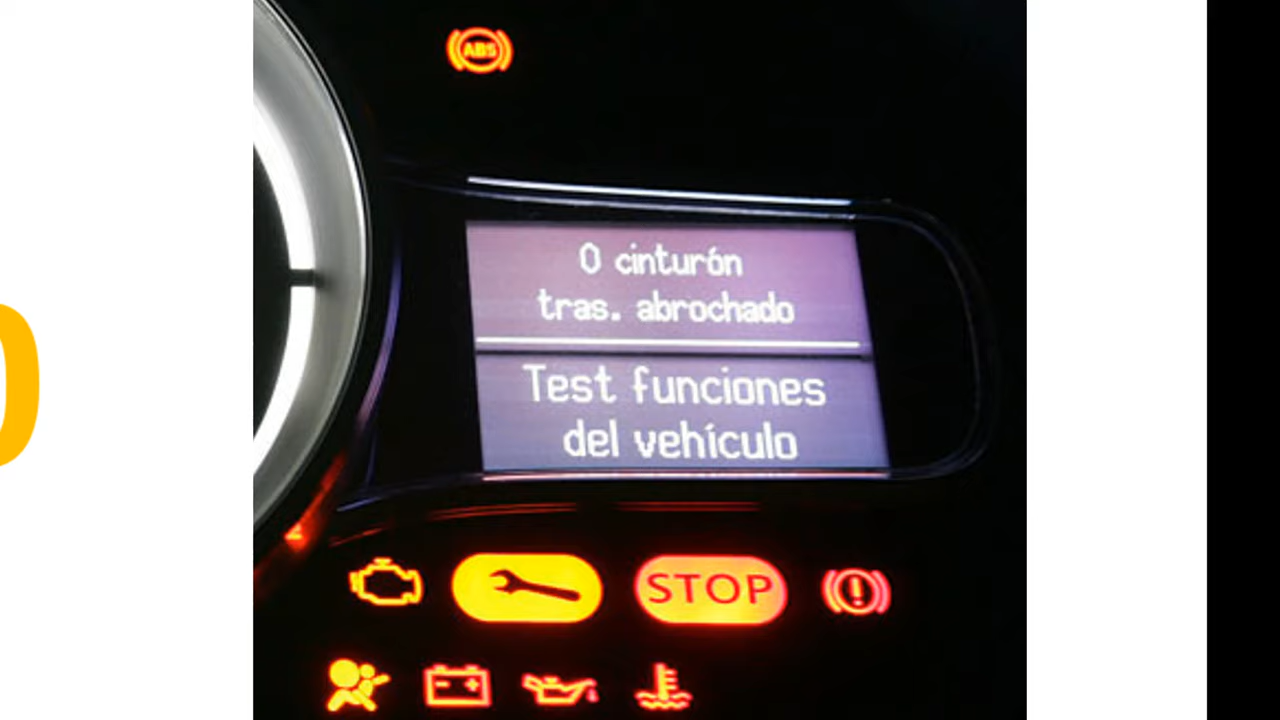 ABS
0 cinturón
tras. abrochado
Test funciones
del vehículo
STOP